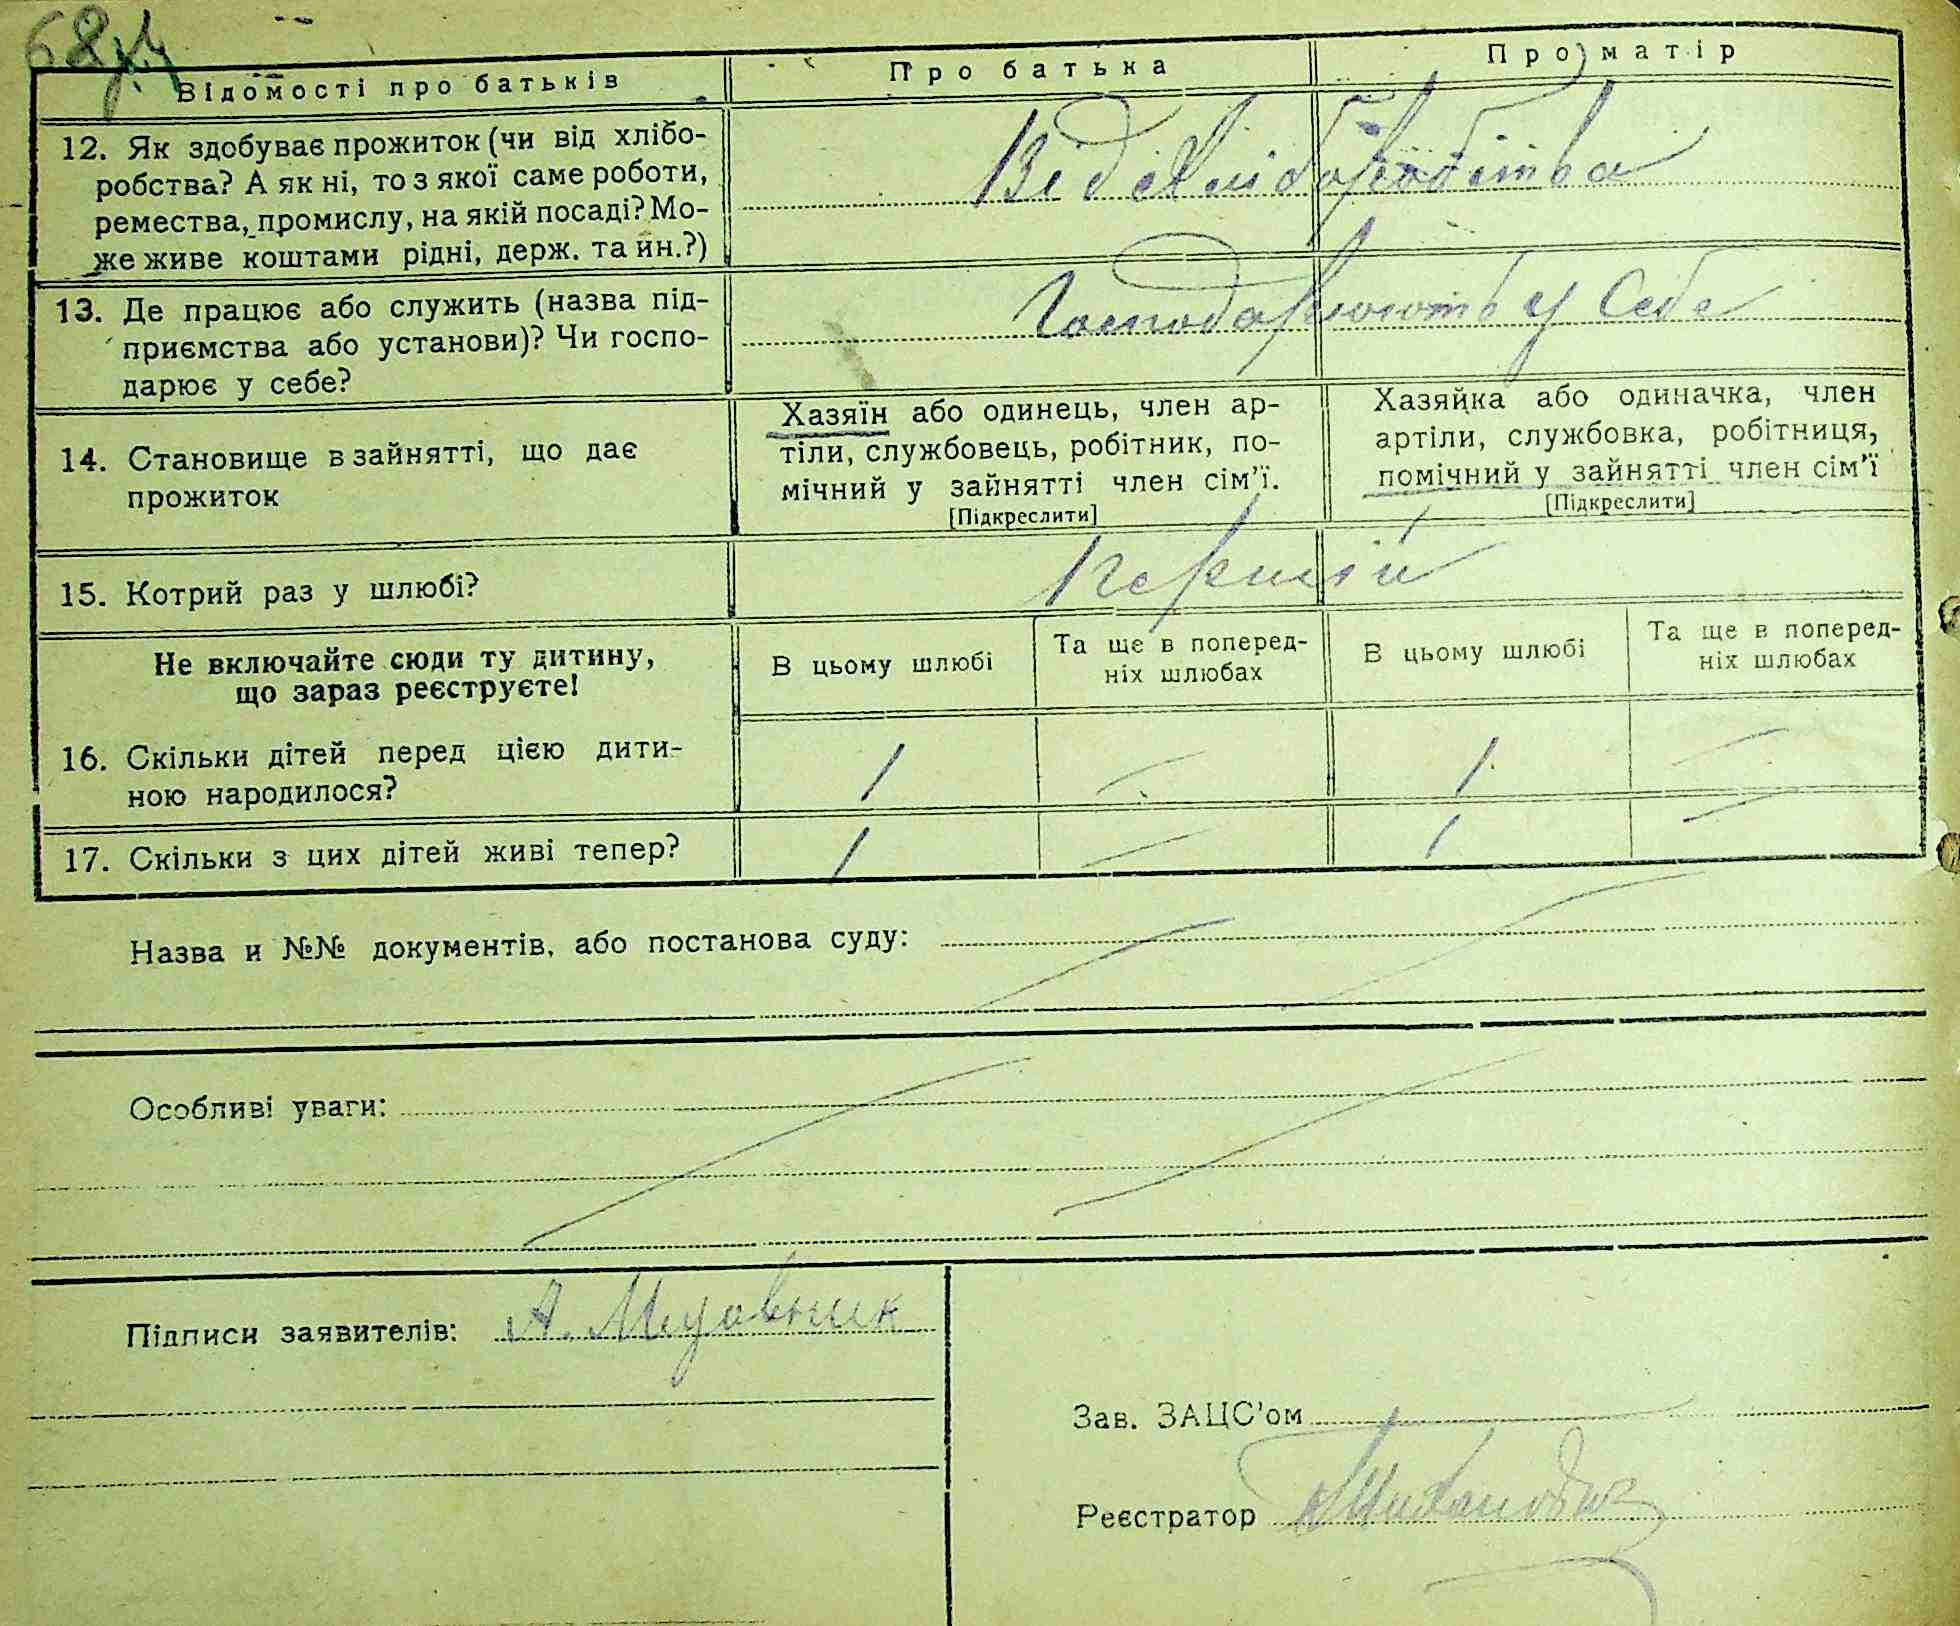 68
Відомості про батьків
Про батька
Про матір
12. Як здобуває прожиток (чи від хлібо-
робства? А як ні, то з якої саме роботи,
ремества, промислу, на якій посаді? Мо-
же живе коштами рідні, держ. та ин.?)
Від хліборобства
13. Де працює або служить (назва під-
приємства або установи)? Чи госпо-
дарює у себе?
Господарюють у себе
14. Становище в зайнятті, що дає
прожиток
Хазяїн або одинець, член ар-
тіли, службовець, робітник, по-
мічний у зайнятті член сім'ї.
[Підкреслити]
Хазяйка або одиначка, член
артіли, службовка, робітниця,
помічний у зайнятті член сім'ї
[Підкреслити]
15. Котрий раз у шлюбі?
Перший
Не включайте сюди ту дитину,
що зараз реєструєте!
В цьому шлюбі
Та ще в поперед-
ніх шлюбах
В цьому шлюбі
Та ще в поперед-
ніх шлюбах
16. Скільки дітей перед цією дити-
ною народилося?
1 — 1 —
17. Скільки з цих дітей живі тепер?
1 — 1 —
Назва и №№ документів, або постанова суду:
Особливі уваги:
Підписи заявителів: А.
Зав. ЗАЦС'ом
Реєстратор